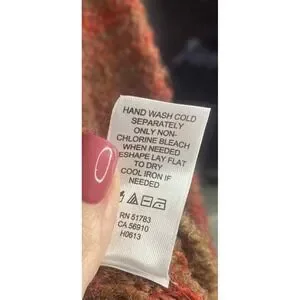 HAND WASH COLD
SEPARATELY
ONLY NON-
CHLORINE BLEACH
WHEN NEEDED
ESHAPE LAY FLAT
TO DRY
COOL IRON IF
NEEDED
RN 51783
CA 56910
H0613